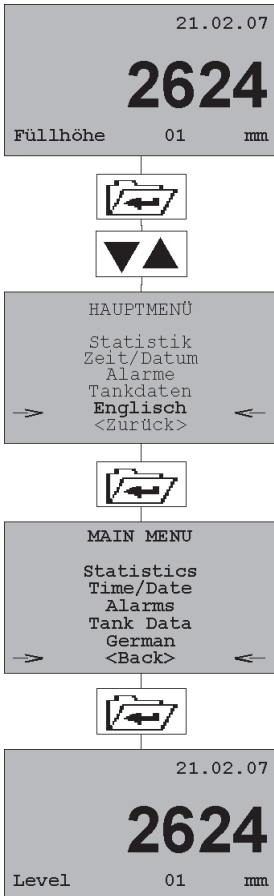 21.02.07
2624
Füllhöhe 01 mm
HAUPTMENÜ
Statistik
Zeit/Datum
Alarme
Tankdaten
Englisch
<Zurück>
MAIN MENU
Statistics
Time/Date
Alarms
Tank Data
German
<Back>
21.02.07
2624
Level 01 mm